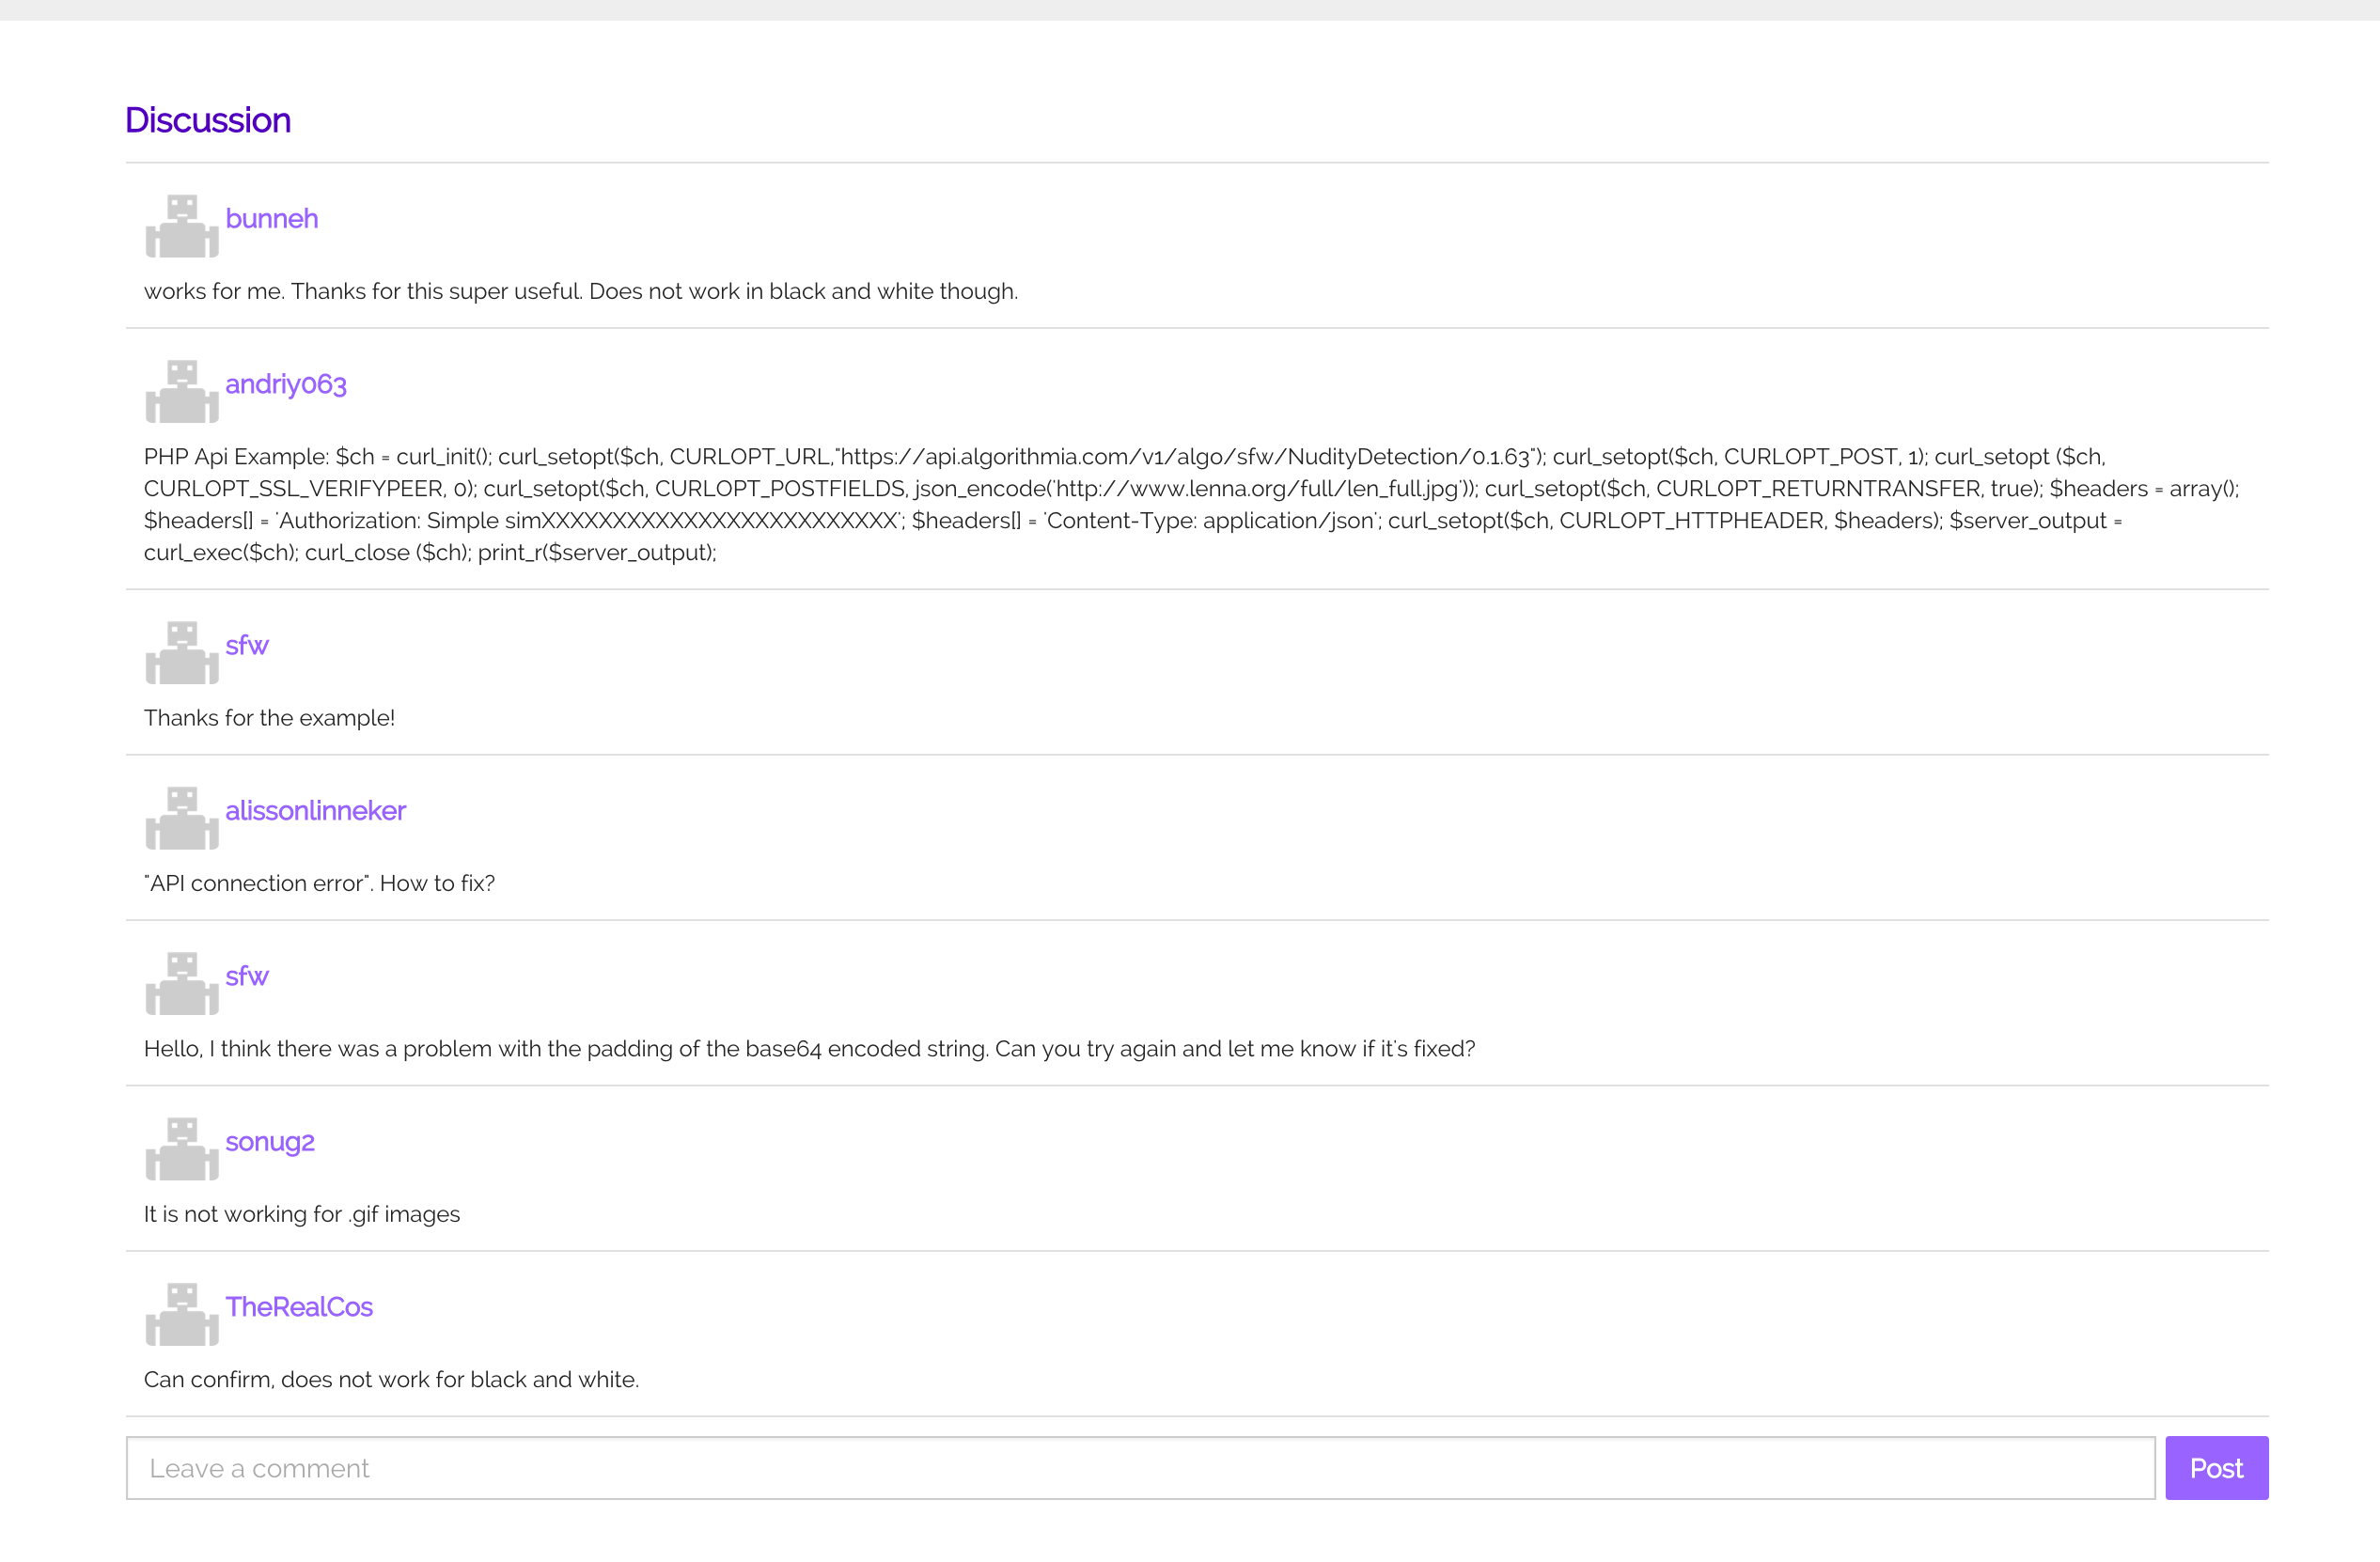 Discussion
bunneh
works for me. Thanks for this super useful. Does not work in black and white though.
andriy063
PHP Api Example: $ch = curl_init(); curl_setopt($ch, CURLOPT_URL,"https://api.algorithmia.com/v1/algo/sfw/NudityDetection/0.1.63"); curl_setopt($ch, CURLOPT_POST, 1); curl_setopt ($ch,
CURLOPT_SSL_VERIFYPEER, 0); curl_setopt($ch, CURLOPT_POSTFIELDS, json_encode('http://www.lenna.org/full/len_full.jpg')); curl_setopt($ch, CURLOPT_RETURNTRANSFER, true); $headers = array();
$headers[] = 'Authorization: Simple simXXXXXXXXXXXXXXXXXXXXXXXXX'; $headers[] = 'Content-Type: application/json'; curl_setopt($ch, CURLOPT_HTTPHEADER, $headers); $server_output =
curl_exec($ch); curl_close ($ch); print_r($server_output);
sfw
Thanks for the example!
alissonlinneker
"API connection error". How to fix?
sfw
Hello, I think there was a problem with the padding of the base64 encoded string. Can you try again and let me know if it's fixed?
sonug2
It is not working for .gif images
TheRealCos
Can confirm, does not work for black and white.
Leave a comment
Post